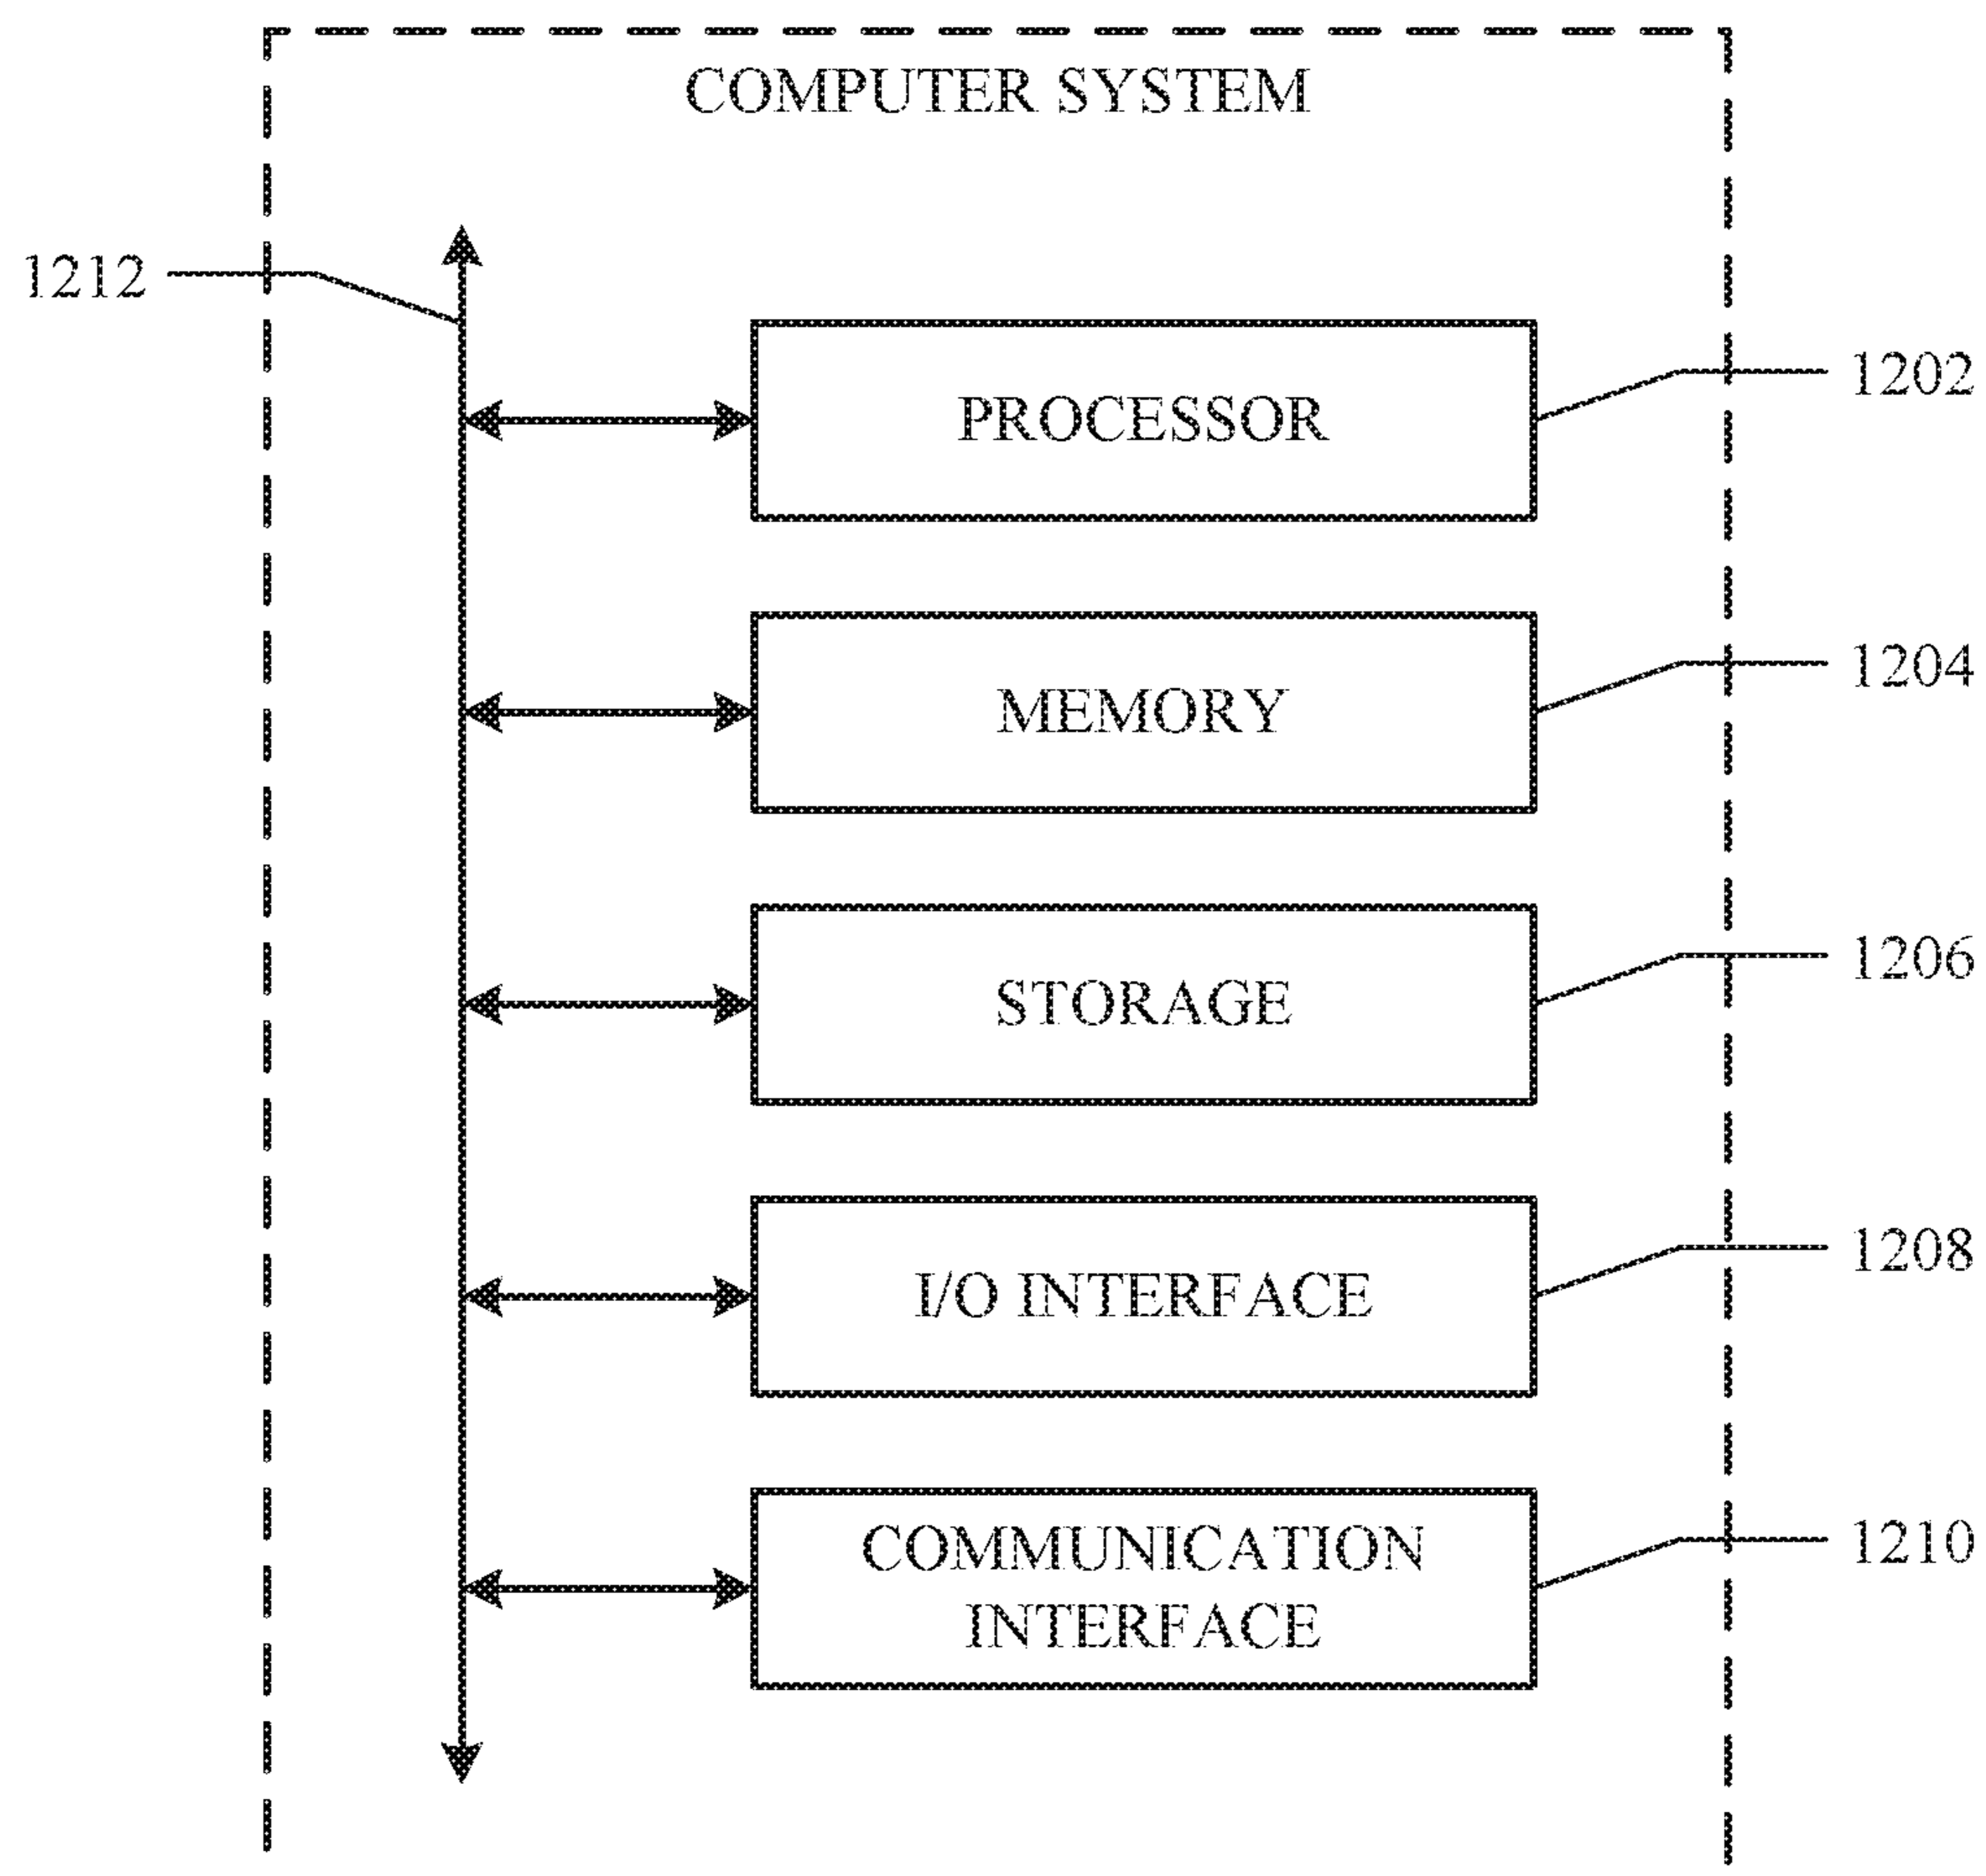 COMPUTER SYSTEM
1212
1202
PROCESSOR
1204
MEMORY
1206
STORAGE
1208
I/O INTERFACE
1210
COMMUNICATION
INTERFACE